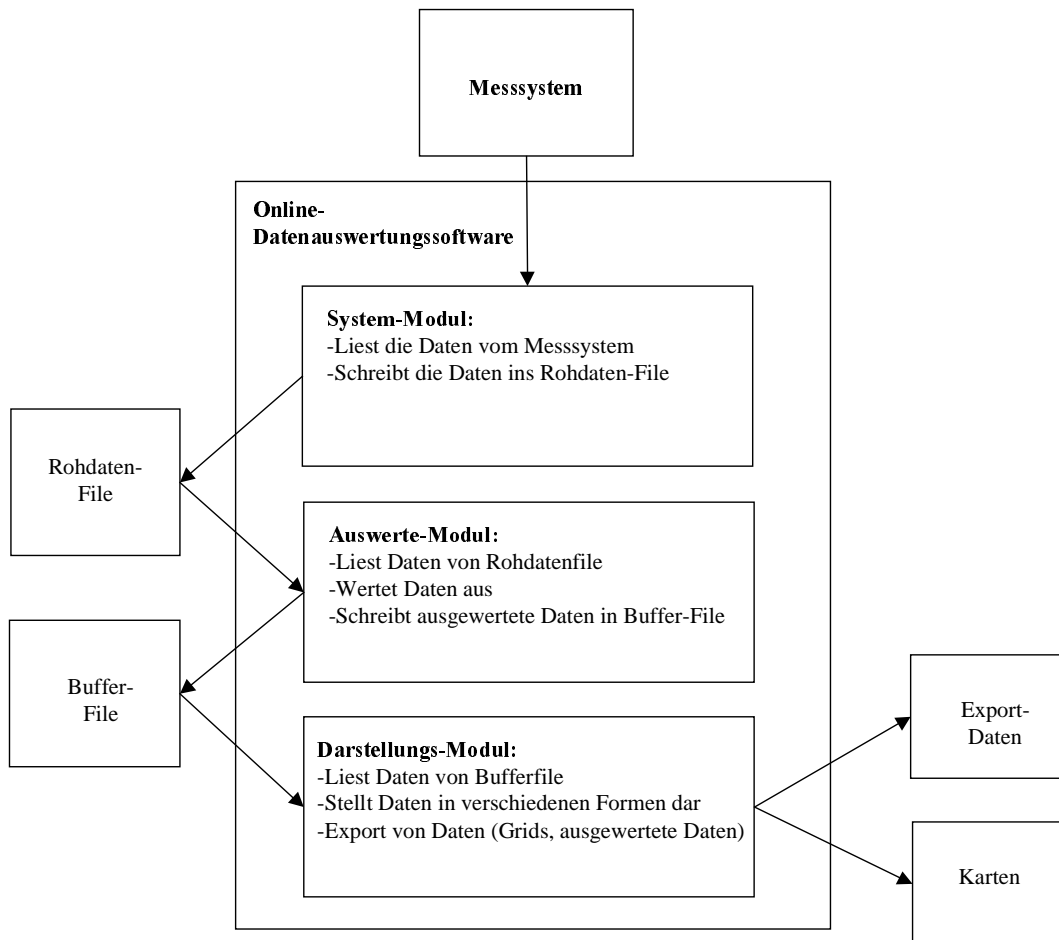 Messsystem
Online-
Datenauswertungssoftware
System-Modul:
-Liest die Daten vom Messsystem
-Schreibt die Daten ins Rohdaten-File
Rohdaten-
File
Auswerte-Modul:
-Liest Daten von Rohdatenfile
-Wertet Daten aus
-Schreibt ausgewertete Daten in Buffer-File
Buffer-
File
Darstellungs-Modul:
-Liest Daten von Bufferfile
-Stellt Daten in verschiedenen Formen dar
-Export von Daten (Grids, ausgewertete Daten)
Export-
Daten
Karten